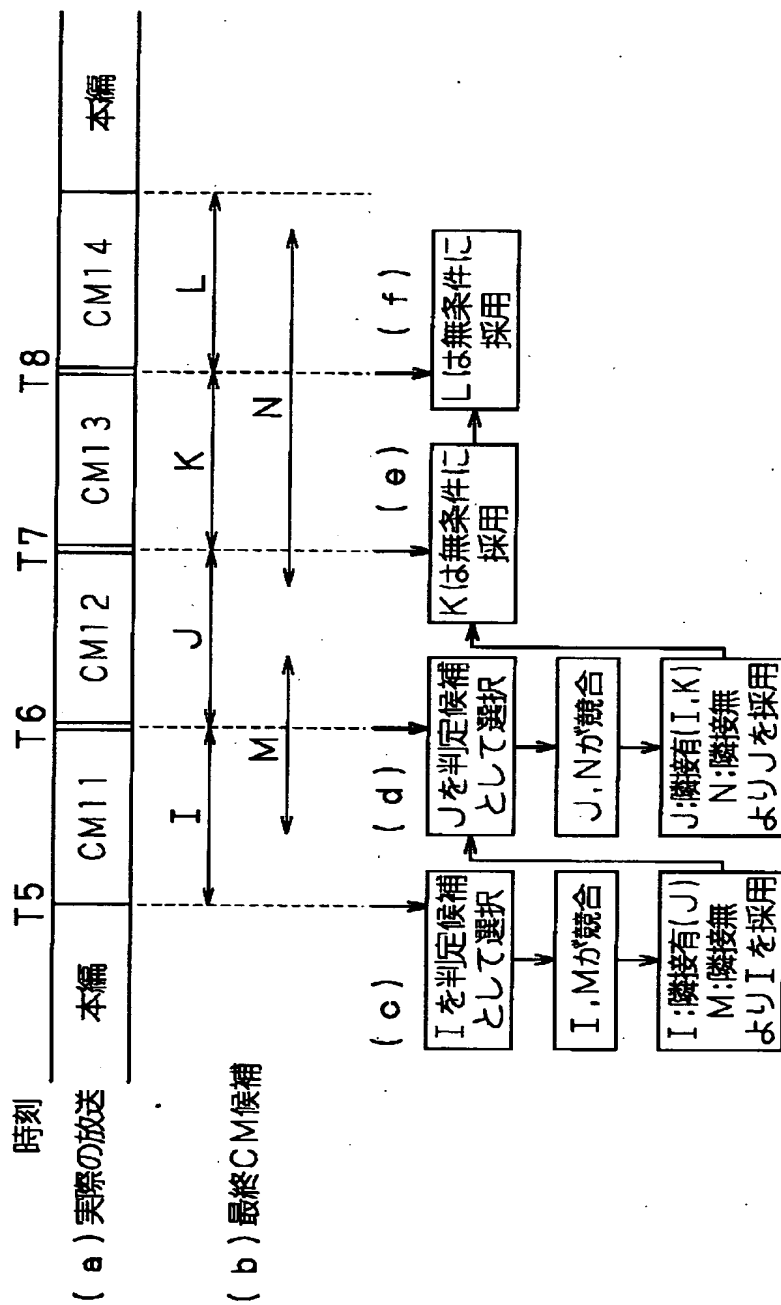 時刻
T5
T6
T7
T8
(a)実際の放送
本編
CM11
CM12
CM13
CM14
本編
(b)最終CM候補
I
J
K
L
M
N
(c)
Iを判定候補
として選択
I,Mが競合
I:隣接有(J)
M:隣接無
よりIを採用
(d)
Jを判定候補
として選択
J,Nが競合
J:隣接有(I,K)
N:隣接無
よりJを採用
(e)
Kは無条件に
採用
(f)
Lは無条件に
採用